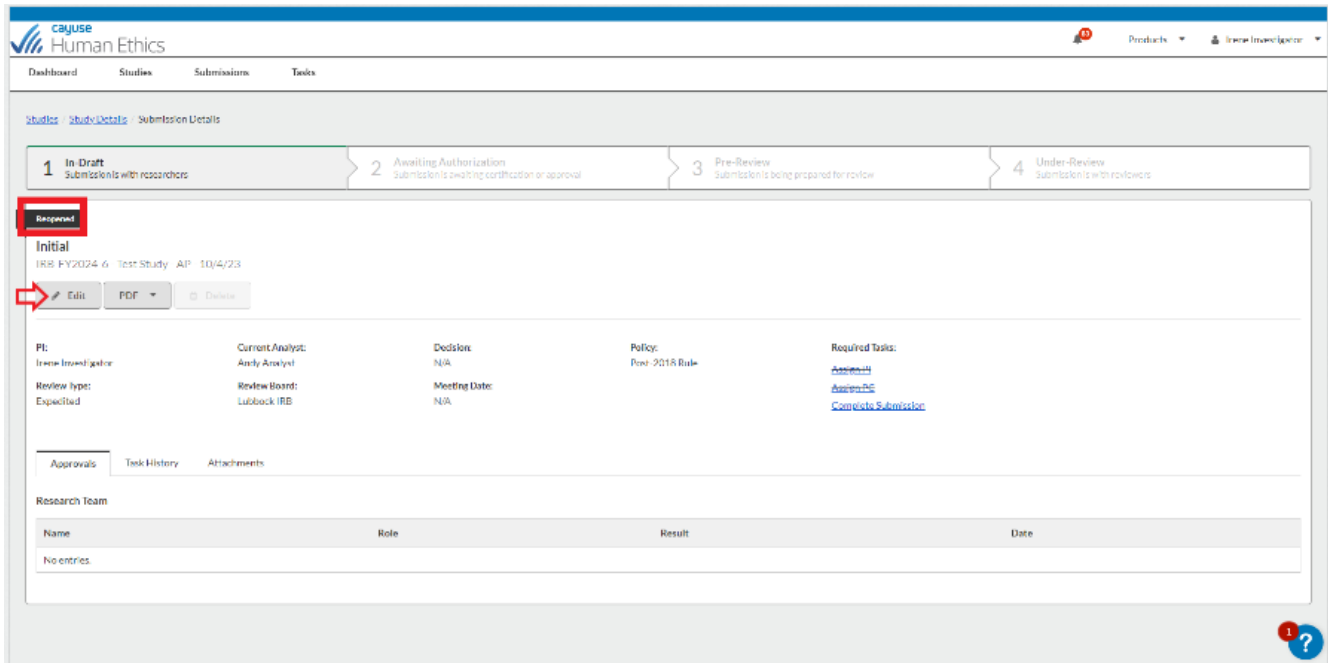 cayuse
Human Ethics
83
Products
Irene Investigator
Dashboard Studies Submissions Tasks
Studies / Study Details / Submission Details
1 In-Draft
Submission is with researchers
2 Awaiting Authorization
Submission is awaiting certification or approval
3 Pre-Review
Submission is being prepared for review
4 Under-Review
Submission is with reviewers
Reopened
Initial
IRB-FY2024-6 Test Study AP 10/4/23
Edit PDF Delete
PI: Current Analyst: Decision: Policy: Required Tasks:
Irene Investigator Andy Analyst N/A Post-2018 Rule
Assign PI
Review Type: Review Board: Meeting Date: Assign PC
Expedited Lubbock IRB N/A
Complete Submission
Approvals Task History Attachments
Research Team
Name Role Result Date
No entries.
1
?